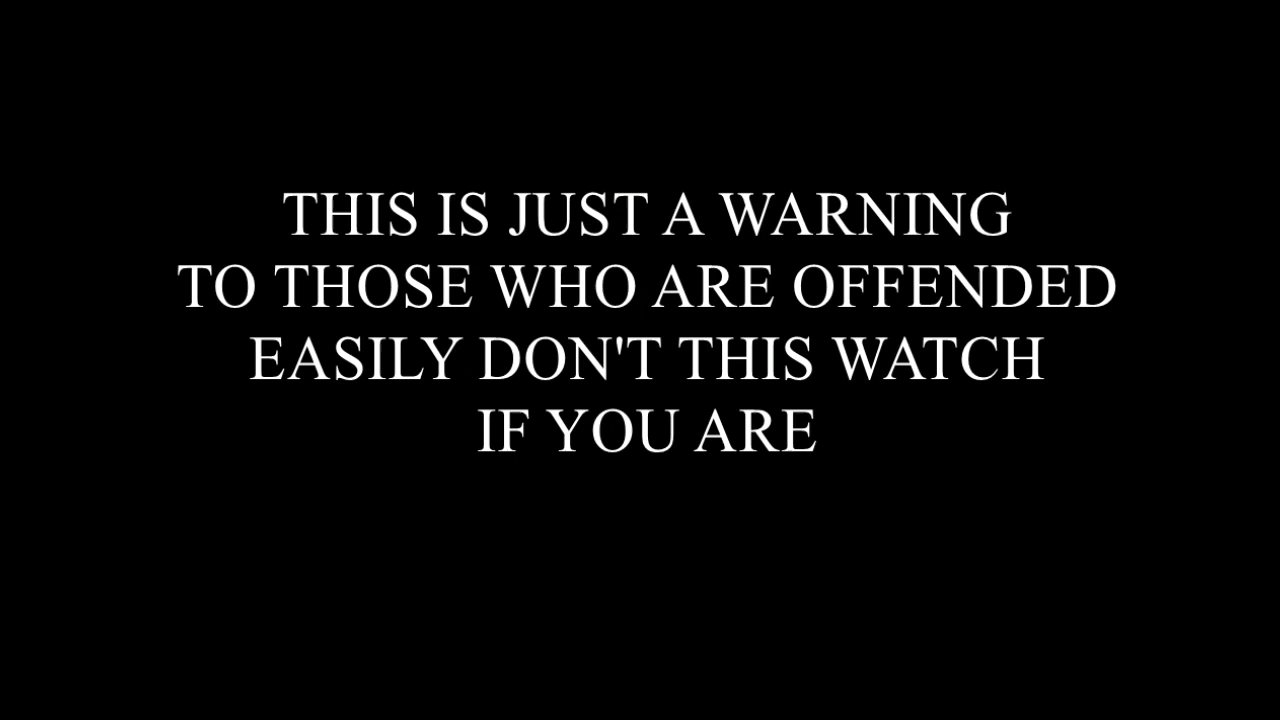 THIS IS JUST A WARNING
TO THOSE WHO ARE OFFENDED
EASILY DON'T THIS WATCH
IF YOU ARE